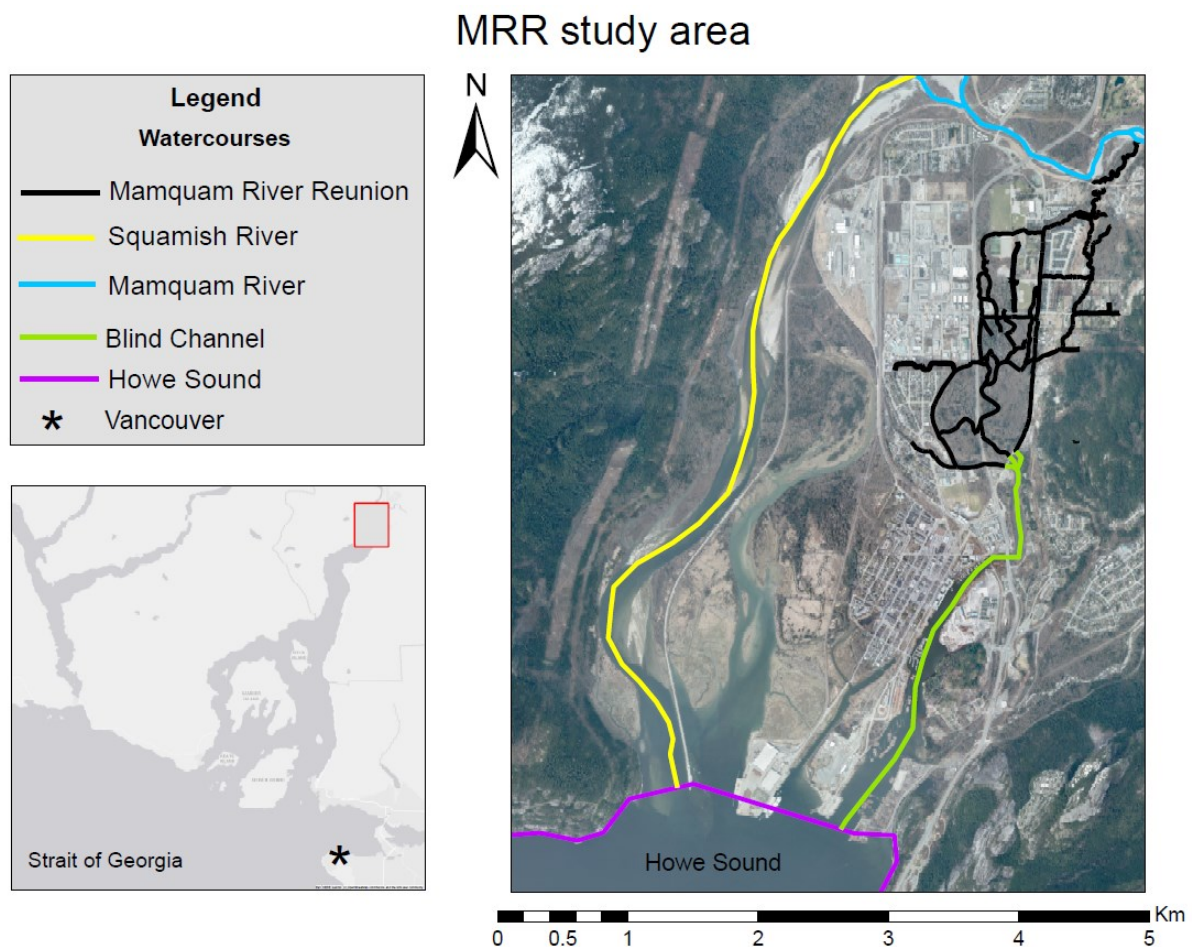 MRR study area
Legend
Watercourses
Mamquam River Reunion
Squamish River
Mamquam River
Blind Channel
Howe Sound
* Vancouver
N
Strait of Georgia
*
Howe Sound
Km
0 0.5 1 2 3 4 5